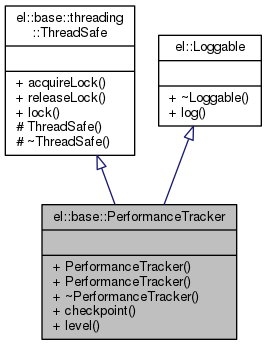 el::base::threading
::ThreadSafe
+ acquireLock()
+ releaseLock()
+ lock()
# ThreadSafe()
# ~ThreadSafe()
el::Loggable
+ ~Loggable()
+ log()
el::base::PerformanceTracker
+ PerformanceTracker()
+ PerformanceTracker()
+ ~PerformanceTracker()
+ checkpoint()
+ level()